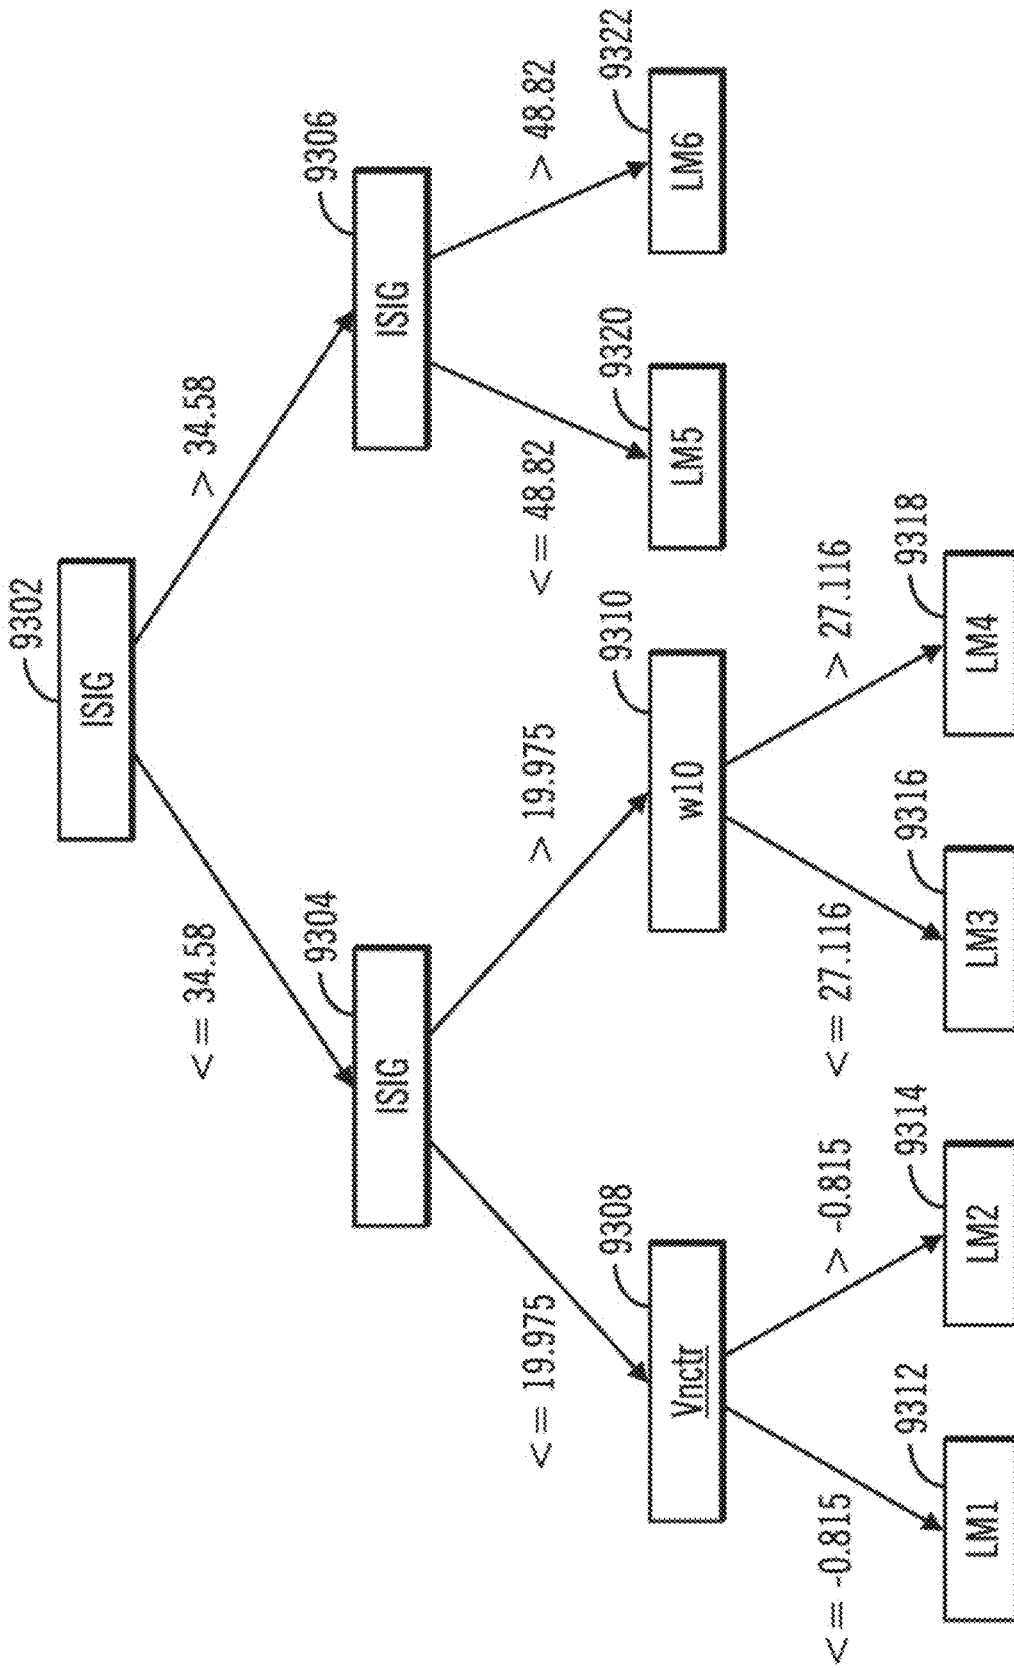 9302
ISIG
<= 34.58
> 34.58
9304
ISIG
9306
ISIG
<= 19.975
> 19.975
<= 48.82
> 48.82
9308
Vnctr
9310
w10
9320
LM5
9322
LM6
<= -0.815
> -0.815
<= 27.116
> 27.116
9312
LM1
9314
LM2
9316
LM3
9318
LM4